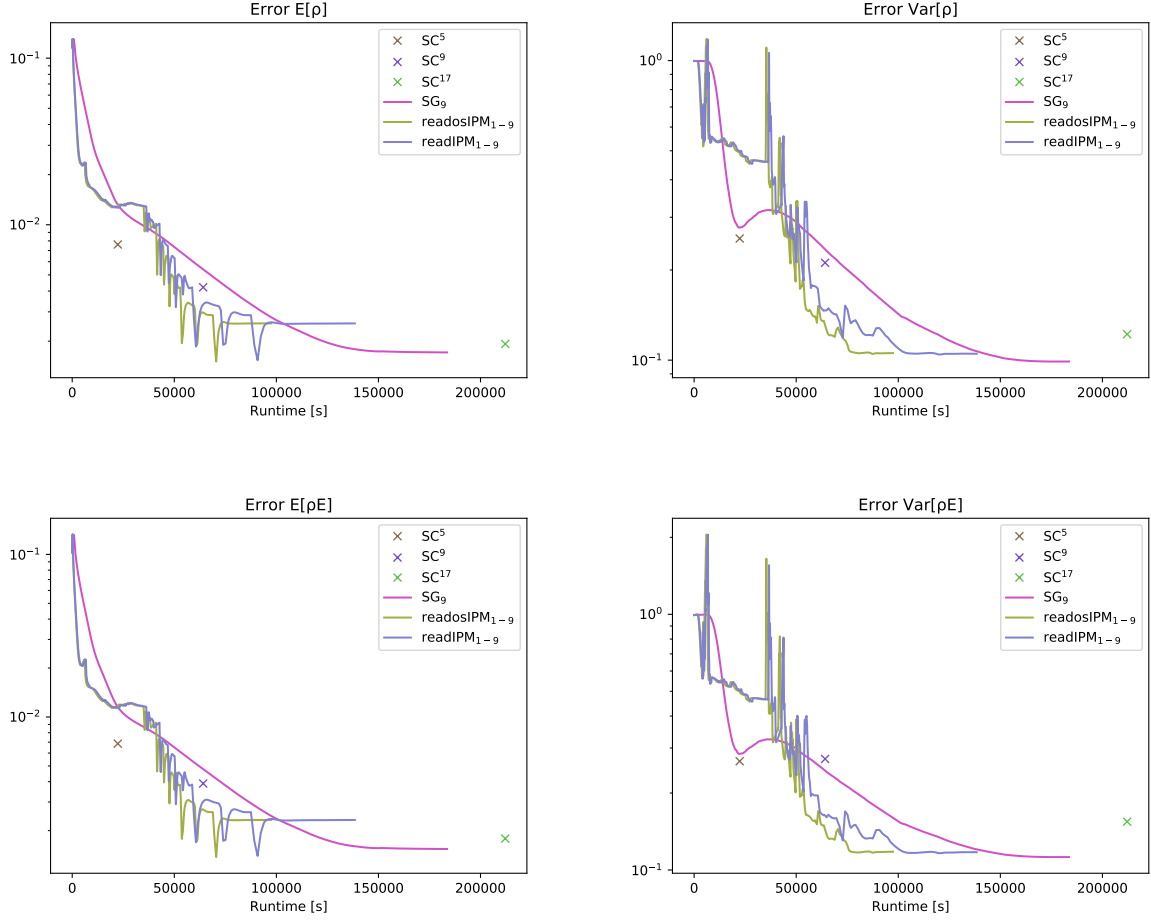 Error E[ρ]
10⁻¹
10⁻²
0 50000 100000 150000 200000
Runtime [s]
SC⁵
SC⁹
SC¹⁷
SG₉
readosIPM₁₋₉
readIPM₁₋₉
Error Var[ρ]
10⁰
10⁻¹
0 50000 100000 150000 200000
Runtime [s]
SC⁵
SC⁹
SC¹⁷
SG₉
readosIPM₁₋₉
readIPM₁₋₉
Error E[ρE]
10⁻¹
10⁻²
0 50000 100000 150000 200000
Runtime [s]
SC⁵
SC⁹
SC¹⁷
SG₉
readosIPM₁₋₉
readIPM₁₋₉
Error Var[ρE]
10⁰
10⁻¹
0 50000 100000 150000 200000
Runtime [s]
SC⁵
SC⁹
SC¹⁷
SG₉
readosIPM₁₋₉
readIPM₁₋₉